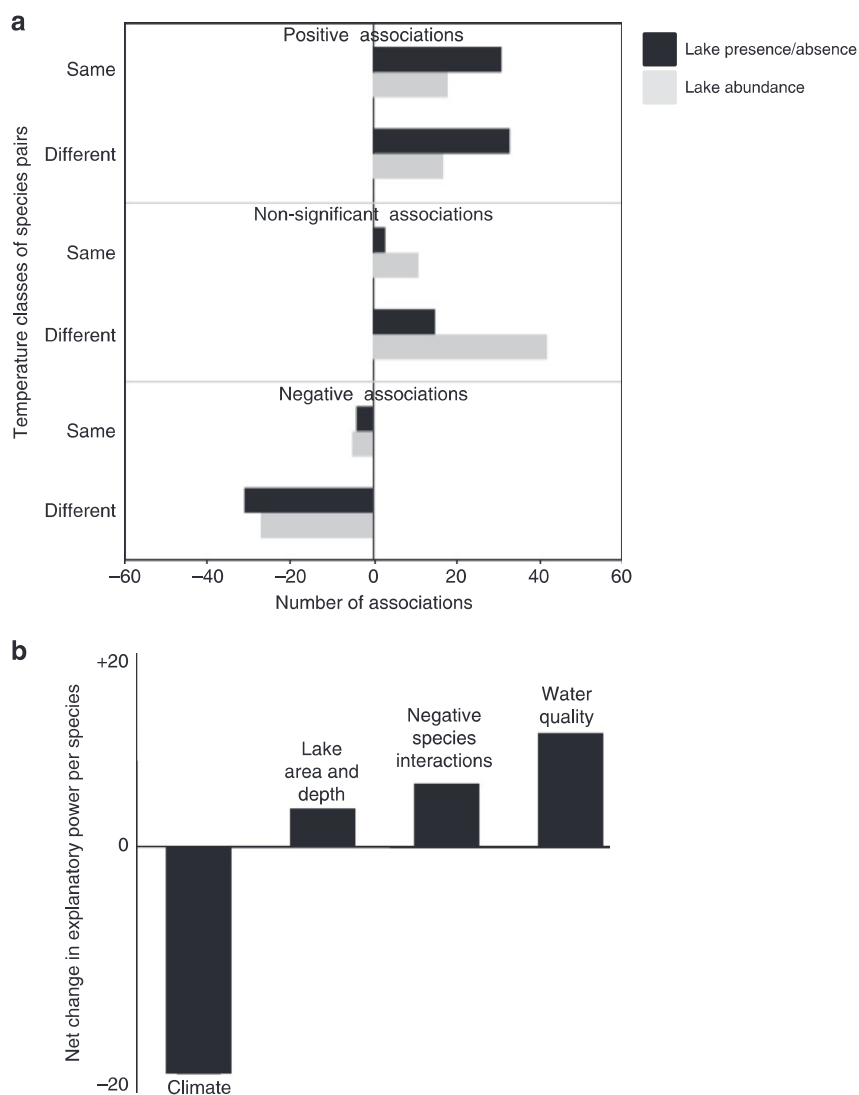 a
Positive associations
Same
Different
Non-significant associations
Same
Different
Negative associations
Same
Different
Temperature classes of species pairs
–60
–40
–20
0
20
40
60
Number of associations
Lake presence/absence
Lake abundance
b
+20
0
–20
Net change in explanatory power per species
Climate
Lake
area and
depth
Negative
species
interactions
Water
quality